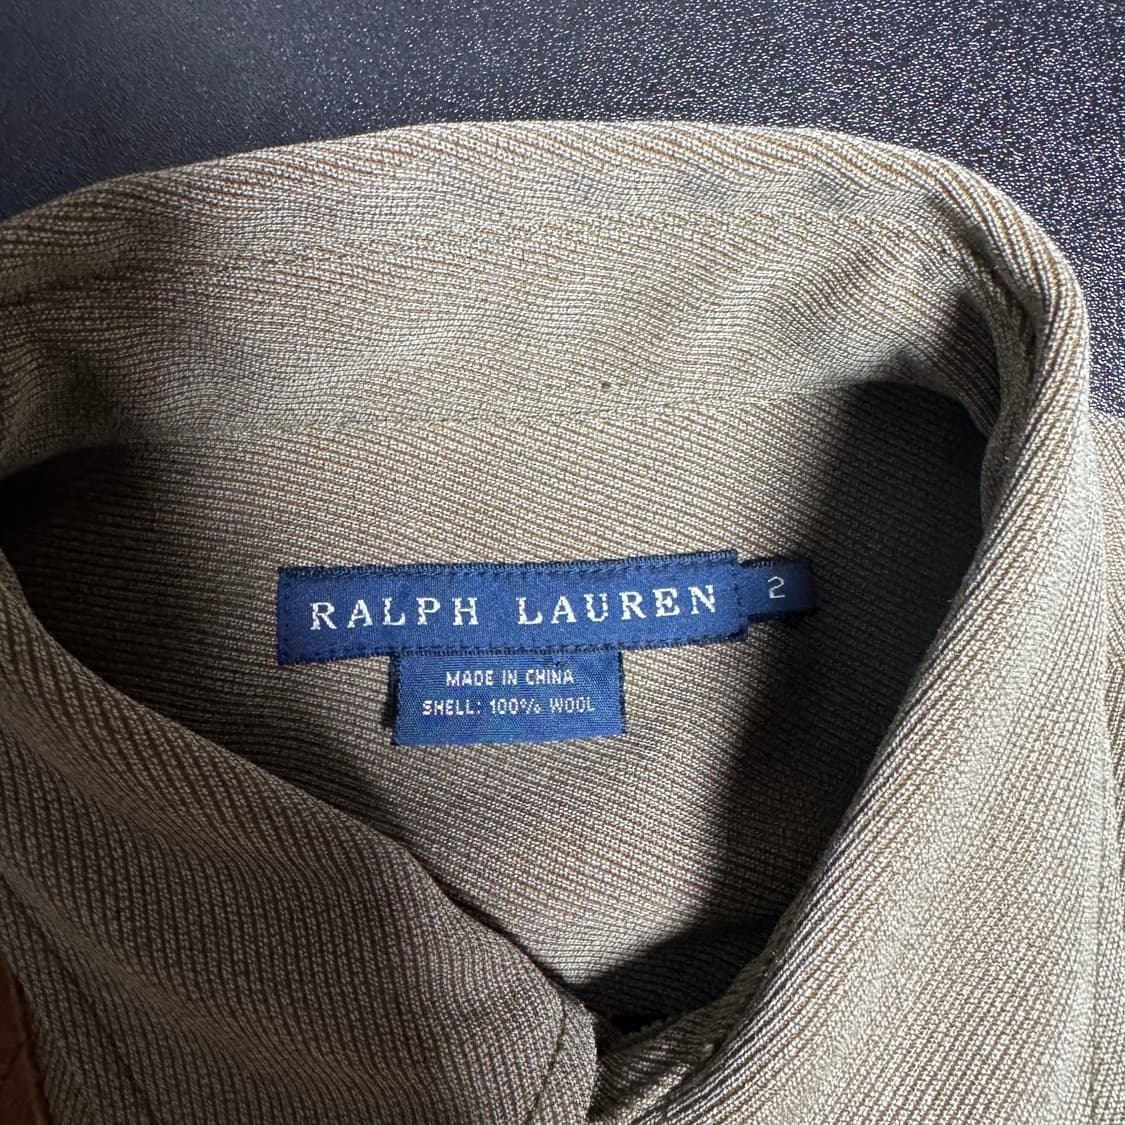 RALPH LAUREN
2
MADE IN CHINA
SHELL: 100% WOOL